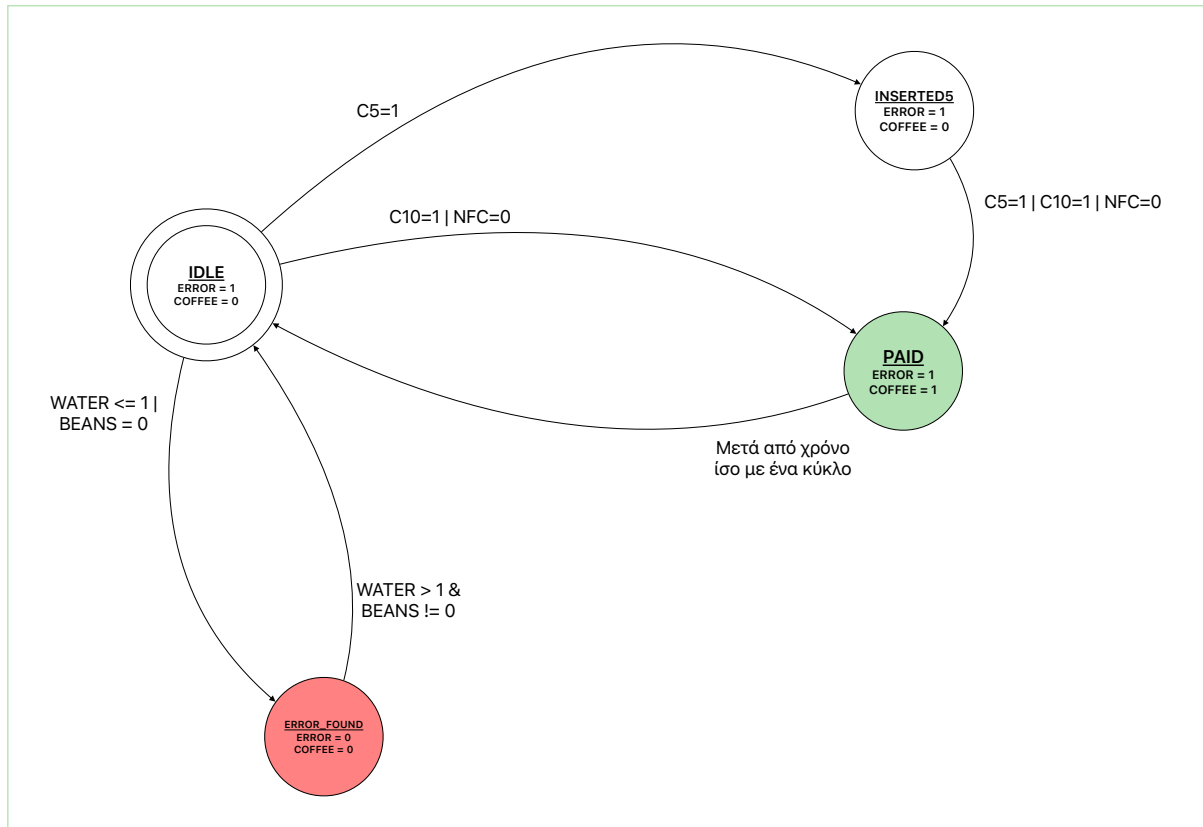 C5=1
INSERTED5
ERROR = 1
COFFEE = 0
C5=1 | C10=1 | NFC=0
C10=1 | NFC=0
IDLE
ERROR = 1
COFFEE = 0
PAID
ERROR = 1
COFFEE = 1
WATER <= 1 |
BEANS = 0
Μετά από χρόνο
ίσο με ένα κύκλο
WATER > 1 &
BEANS != 0
ERROR_FOUND
ERROR = 0
COFFEE = 0